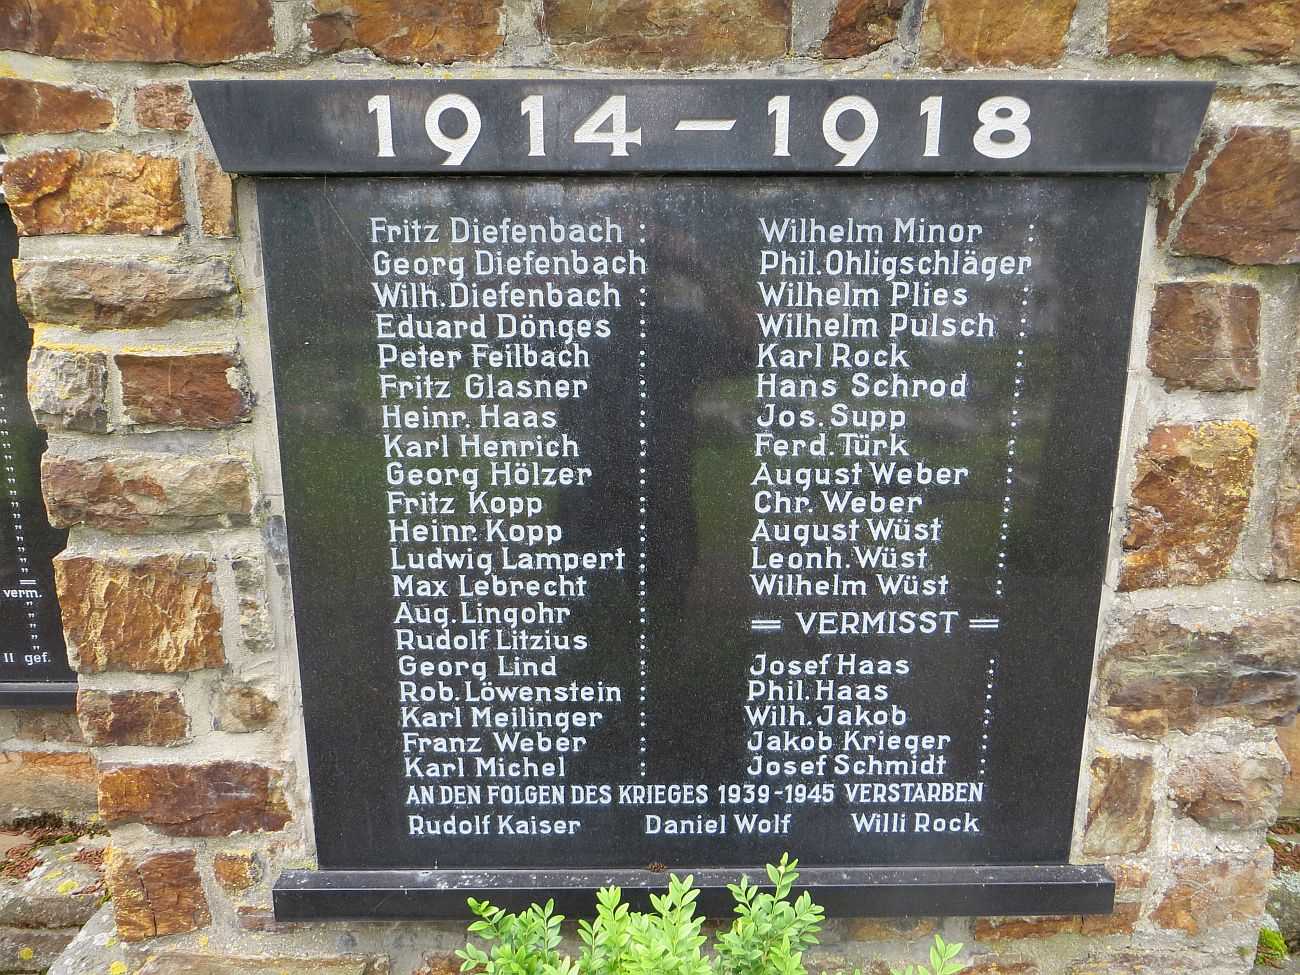 1914 – 1918
Fritz Diefenbach :
Georg Diefenbach
Wilh. Diefenbach :
Eduard Dönges :
Peter Feilbach :
Fritz Glasner :
Heinr. Haas :
Karl Henrich :
Georg Hölzer :
Fritz Kopp :
Heinr. Kopp :
Ludwig Lampert :
Max Lebrecht :
Aug. Lingohr :
Rudolf Litzius :
Georg Lind :
Rob. Löwenstein :
Karl Meilinger :
Franz Weber :
Karl Michel :
Wilhelm Minor :
Phil. Ohligschläger
Wilhelm Plies :
Wilhelm Pulsch :
Karl Rock :
Hans Schrod :
Jos. Supp :
Ferd. Türk :
August Weber :
Chr. Weber :
August Wüst :
Leonh. Wüst :
Wilhelm Wüst :
= VERMISST =
Josef Haas :
Phil. Haas :
Wilh. Jakob :
Jakob Krieger :
Josef Schmidt :
AN DEN FOLGEN DES KRIEGES 1939-1945 VERSTARBEN
Rudolf Kaiser Daniel Wolf Willi Rock
verm.
II gef.